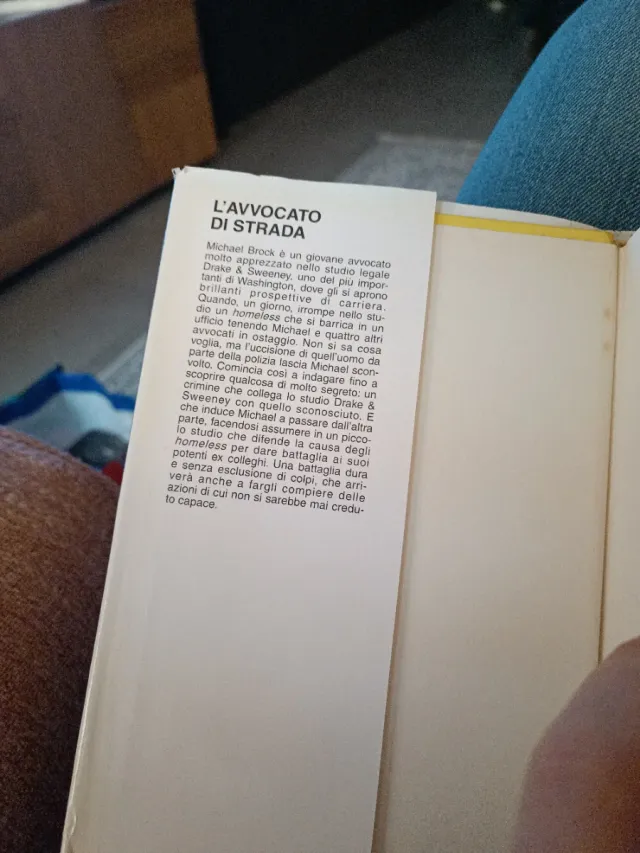 L'AVVOCATO
DI STRADA
Michael Brock è un giovane avvocato
molto apprezzato nello studio legale
Drake & Sweeney, uno dei più impor-
tanti di Washington, dove gli si aprono
brillanti prospettive di carriera.
Quando, un giorno, irrompe nello stu-
dio un homeless che si barrica in un
ufficio tenendo Michael e quattro altri
avvocati in ostaggio. Non si sa cosa
voglia, ma l'uccisione di quell'uomo da
parte della polizia lascia Michael scon-
volto. Comincia così a indagare fino a
scoprire qualcosa di molto segreto: un
crimine che collega lo studio Drake &
Sweeney con quello sconosciuto. E
che induce Michael a passare dall'altra
parte, facendosi assumere in un picco-
lo studio che difende la causa degli
homeless per dare battaglia ai suoi
potenti ex colleghi. Una battaglia dura
e senza esclusione di colpi, che arri-
verà anche a fargli compiere delle
azioni di cui non si sarebbe mai credu-
to capace.